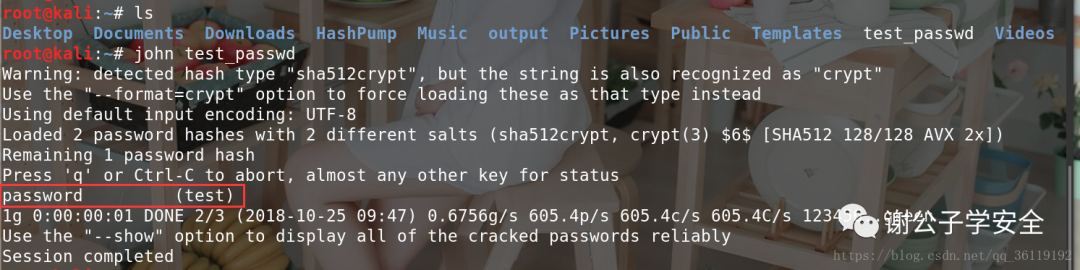 root@kali:~# ls
Desktop Documents Downloads HashPump Music output Pictures Public Templates test_passwd Videos
root@kali:~# john test_passwd
Warning: detected hash type "sha512crypt", but the string is also recognized as "crypt"
Use the "--format=crypt" option to force loading these as that type instead
Using default input encoding: UTF-8
Loaded 2 password hashes with 2 different salts (sha512crypt, crypt(3) $6$ [SHA512 128/128 AVX 2x])
Remaining 1 password hash
Press 'q' or Ctrl-C to abort, almost any other key for status
password (test)
1g 0:00:00:01 DONE 2/3 (2018-10-25 09:47) 0.6756g/s 605.4p/s 605.4c/s 605.4C/s
Use the "--show" option to display all of the cracked passwords reliably
Session completed
谢公子学安全
https://blog.csdn.net/qq_36119192